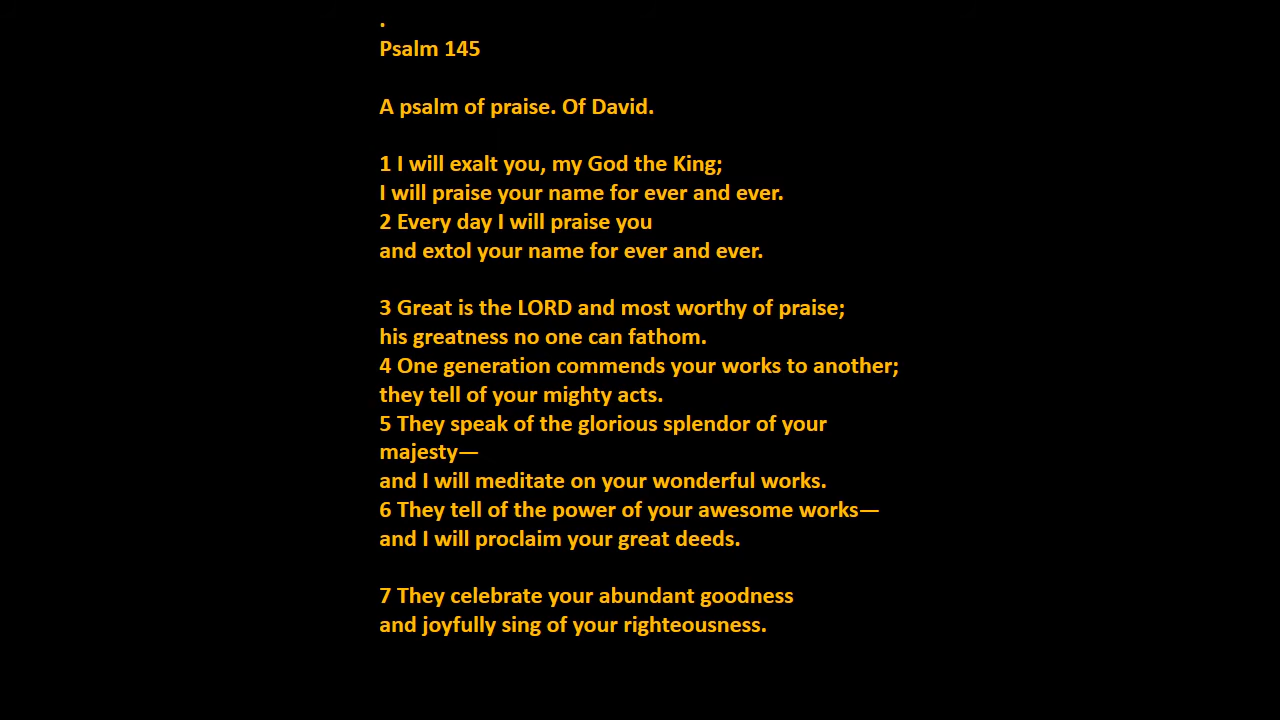 .
Psalm 145
A psalm of praise. Of David.
1 I will exalt you, my God the King;
I will praise your name for ever and ever.
2 Every day I will praise you
and extol your name for ever and ever.
3 Great is the LORD and most worthy of praise;
his greatness no one can fathom.
4 One generation commends your works to another;
they tell of your mighty acts.
5 They speak of the glorious splendor of your
majesty—
and I will meditate on your wonderful works.
6 They tell of the power of your awesome works—
and I will proclaim your great deeds.
7 They celebrate your abundant goodness
and joyfully sing of your righteousness.